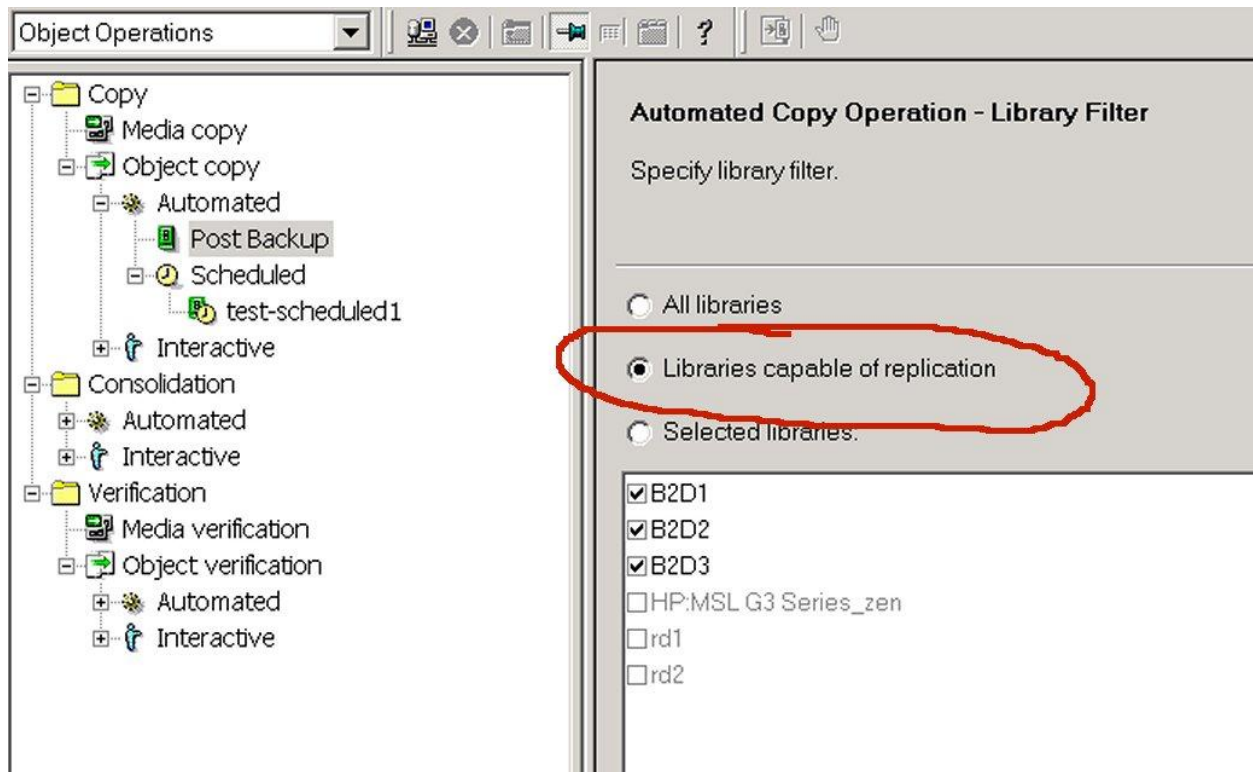 Object Operations
?
Copy
Media copy
Object copy
Automated
Post Backup
Scheduled
test-scheduled1
Interactive
Consolidation
Automated
Interactive
Verification
Media verification
Object verification
Automated
Interactive
Automated Copy Operation - Library Filter
Specify library filter.
All libraries
Libraries capable of replication
Selected libraries:
B2D1
B2D2
B2D3
HP:MSL G3 Series_zen
rd1
rd2